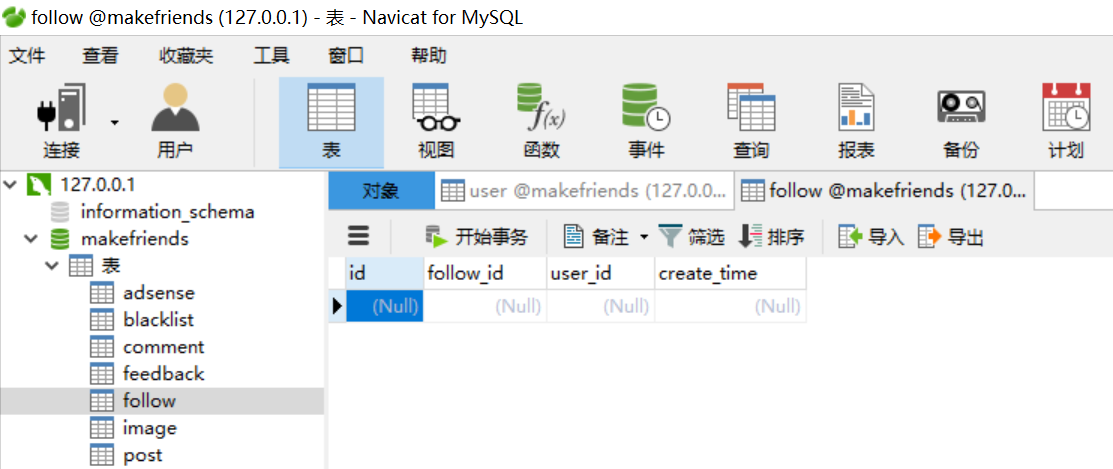 follow @makefriends (127.0.0.1) - 表 - Navicat for MySQL
文件 查看 收藏夹 工具 窗口 帮助
连接 用户 表 视图 函数 事件 查询 报表 备份 计划
127.0.0.1
information_schema
makefriends
表
adsense
blacklist
comment
feedback
follow
image
post
对象 user @makefriends (127.0.0... follow @makefriends (127.0...
开始事务 备注 筛选 排序 导入 导出
id follow_id user_id create_time
(Null) (Null) (Null) (Null)